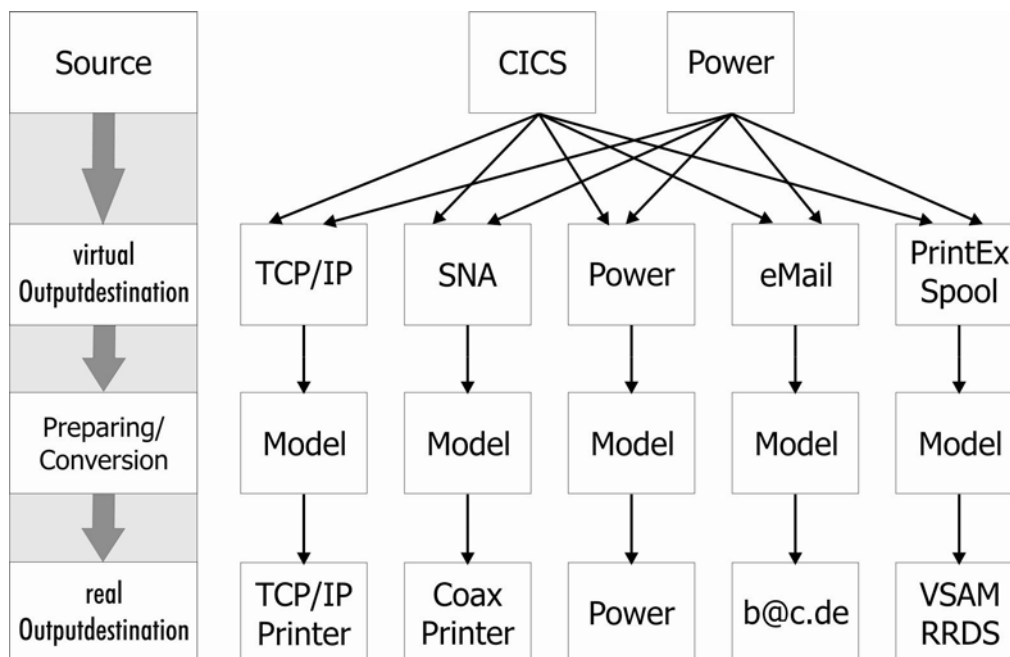 Source
CICS
Power
virtual
Outputdestination
TCP/IP
SNA
Power
eMail
PrintEx
Spool
Preparing/
Conversion
Model
Model
Model
Model
Model
real
Outputdestination
TCP/IP
Printer
Coax
Printer
Power
b@c.de
VSAM
RRDS